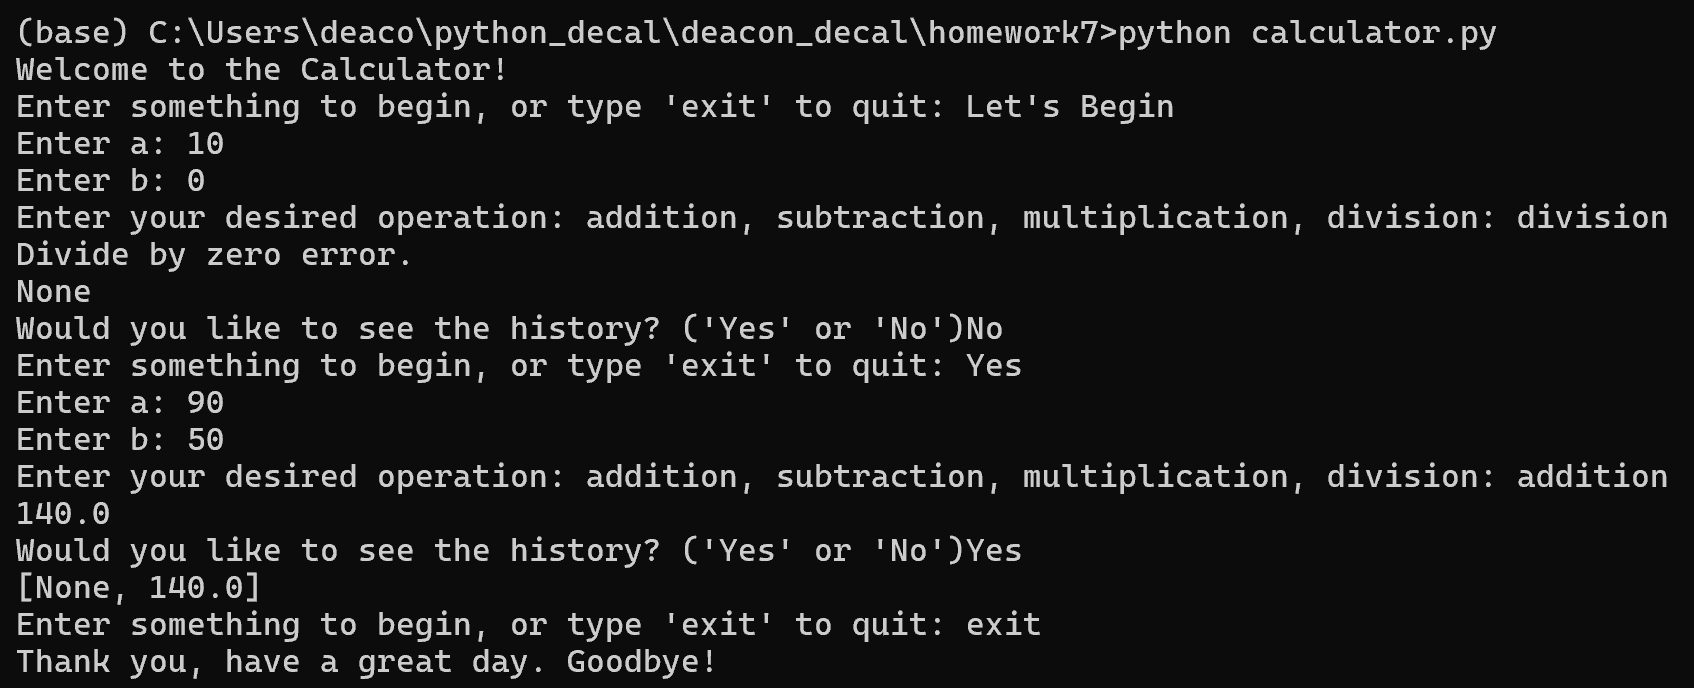 (base) C:\Users\deaco\python_decal\deacon_decal\homework7>python calculator.py
Welcome to the Calculator!
Enter something to begin, or type 'exit' to quit: Let's Begin
Enter a: 10
Enter b: 0
Enter your desired operation: addition, subtraction, multiplication, division: division
Divide by zero error.
None
Would you like to see the history? ('Yes' or 'No')No
Enter something to begin, or type 'exit' to quit: Yes
Enter a: 90
Enter b: 50
Enter your desired operation: addition, subtraction, multiplication, division: addition
140.0
Would you like to see the history? ('Yes' or 'No')Yes
[None, 140.0]
Enter something to begin, or type 'exit' to quit: exit
Thank you, have a great day. Goodbye!